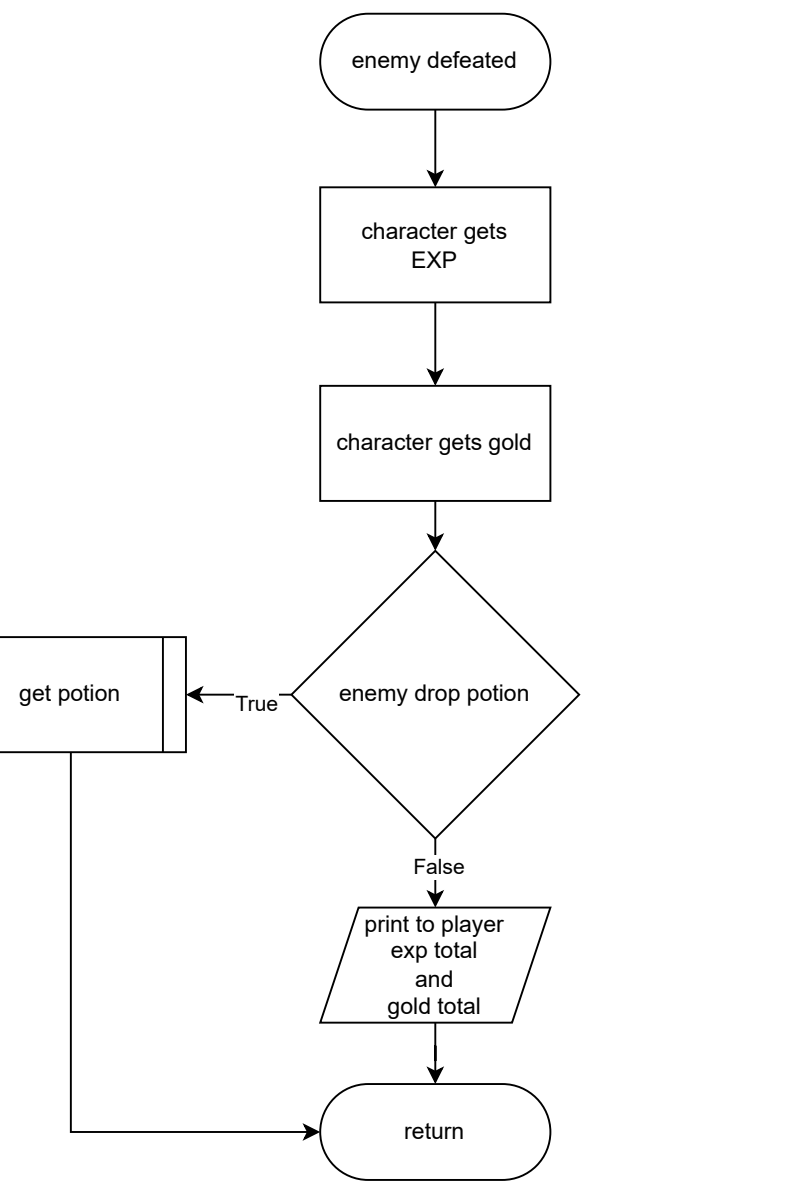 enemy defeated
character gets
EXP
character gets gold
enemy drop potion
get potion
True
False
print to player
exp total
and
gold total
return